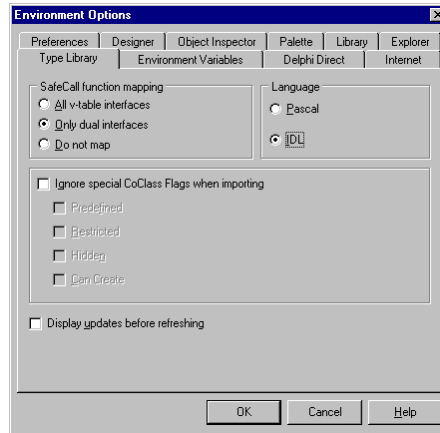 Environment Options
Preferences Designer Object Inspector Palette Library Explorer
Type Library Environment Variables Delphi Direct Internet
SafeCall function mapping
All v-table interfaces
Only dual interfaces
Do not map
Language
Pascal
IDL
Ignore special CoClass Flags when importing
Predefined
Restricted
Hidden
Can Create
Display updates before refreshing
OK Cancel Help